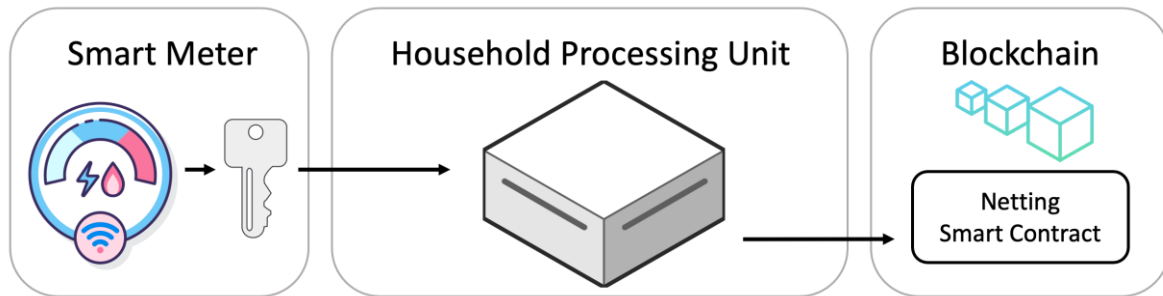 Smart Meter
Household Processing Unit
Blockchain
Netting
Smart Contract